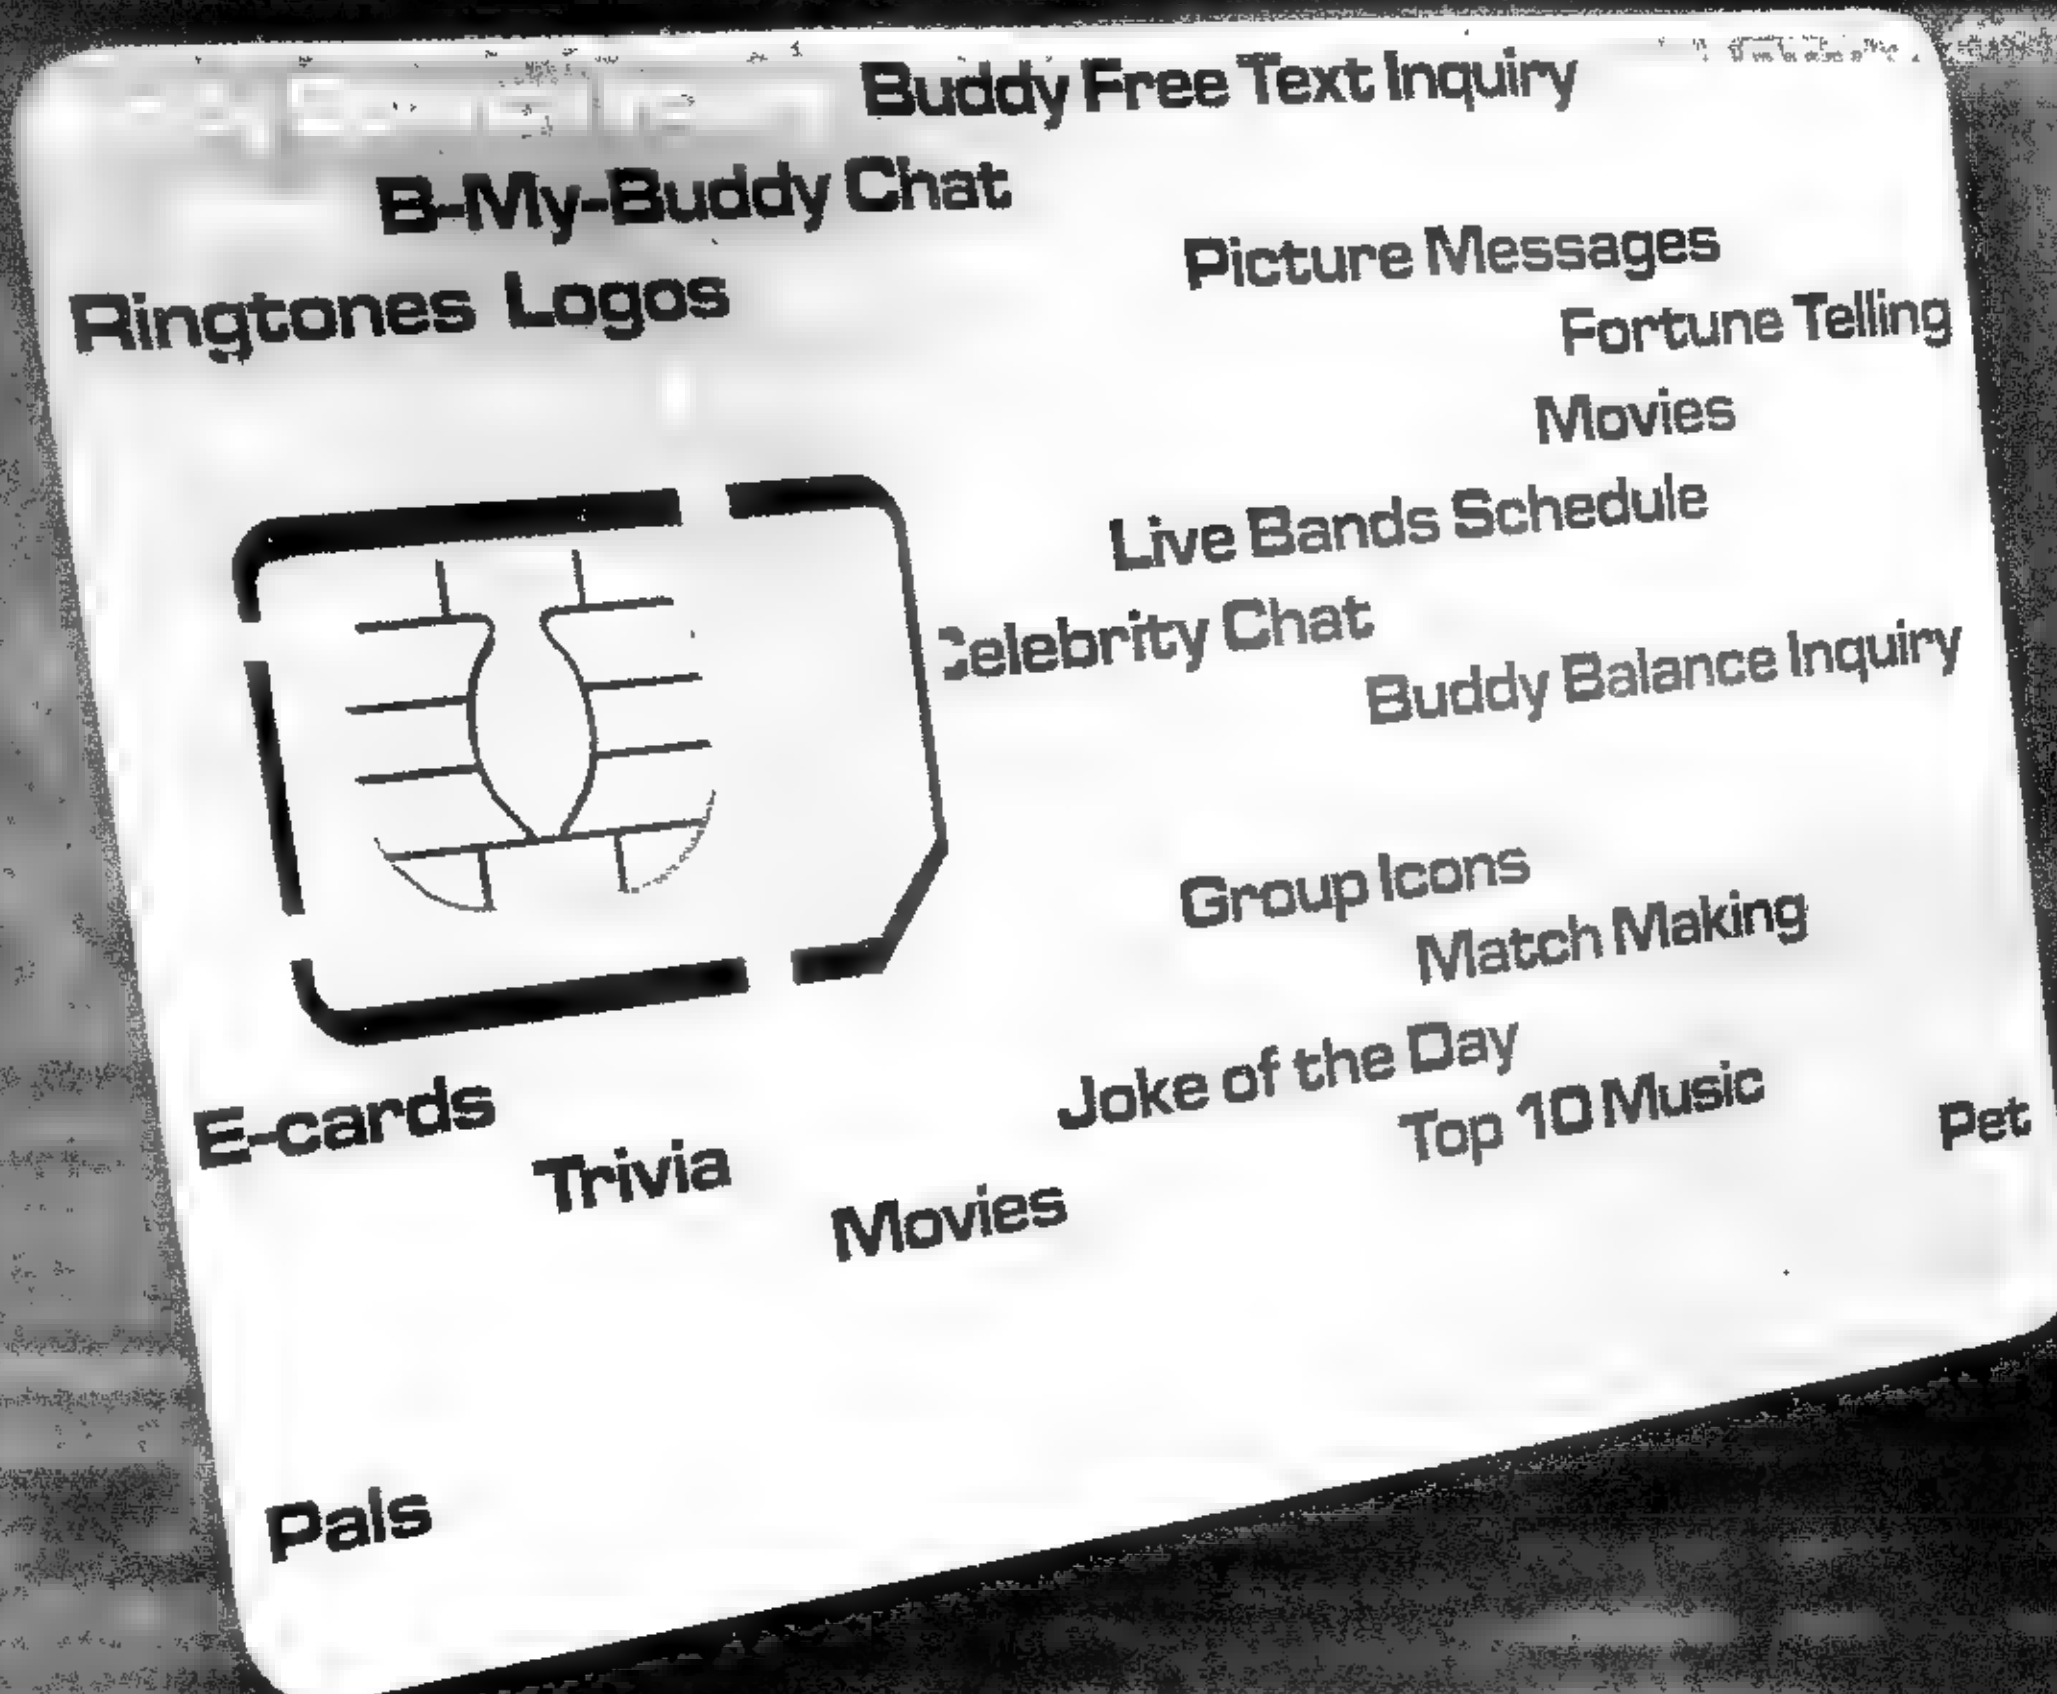 Buddy Free Text Inquiry
B-My-Buddy Chat
Picture Messages
Ringtones Logos
Fortune Telling
Movies
Live Bands Schedule
Celebrity Chat
Buddy Balance Inquiry
Group Icons
Match Making
Joke of the Day
E-cards
Top 10 Music
Pet
Trivia
Movies
Pals